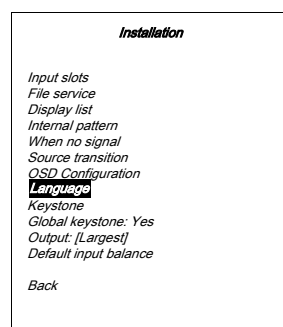 Installation
Input slots
File service
Display list
Internal pattern
When no signal
Source transition
OSD Configuration
Language
Keystone
Global keystone: Yes
Output: [Largest]
Default input balance
Back